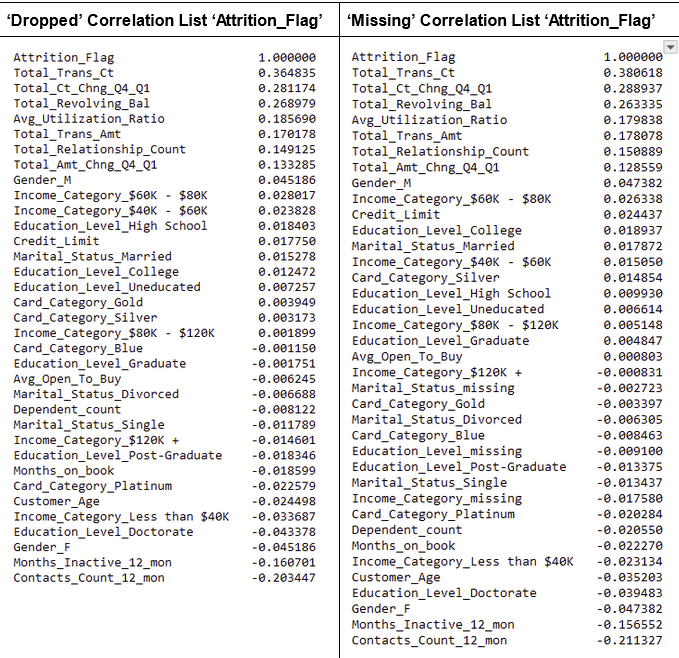 ‘Dropped’ Correlation List ‘Attrition_Flag’
Attrition_Flag 1.000000
Total_Trans_Ct 0.364835
Total_Ct_Chng_Q4_Q1 0.281174
Total_Revolving_Bal 0.268979
Avg_Utilization_Ratio 0.185690
Total_Trans_Amt 0.170178
Total_Relationship_Count 0.149125
Total_Amt_Chng_Q4_Q1 0.133285
Gender_M 0.045186
Income_Category_$60K - $80K 0.028017
Income_Category_$40K - $60K 0.023828
Education_Level_High School 0.018403
Credit_Limit 0.017750
Marital_Status_Married 0.015278
Education_Level_College 0.012472
Education_Level_Uneducated 0.007257
Card_Category_Gold 0.003949
Card_Category_Silver 0.003173
Income_Category_$80K - $120K 0.001899
Card_Category_Blue -0.001150
Education_Level_Graduate -0.001751
Avg_Open_To_Buy -0.006245
Marital_Status_Divorced -0.006688
Dependent_count -0.008122
Marital_Status_Single -0.011789
Income_Category_$120K + -0.014601
Education_Level_Post-Graduate -0.018346
Months_on_book -0.018599
Card_Category_Platinum -0.022579
Customer_Age -0.024498
Income_Category_Less than $40K -0.033687
Education_Level_Doctorate -0.043378
Gender_F -0.045186
Months_Inactive_12_mon -0.160701
Contacts_Count_12_mon -0.203447
‘Missing’ Correlation List ‘Attrition_Flag’
Attrition_Flag 1.000000
Total_Trans_Ct 0.380618
Total_Ct_Chng_Q4_Q1 0.288937
Total_Revolving_Bal 0.263335
Avg_Utilization_Ratio 0.179838
Total_Trans_Amt 0.178078
Total_Relationship_Count 0.150889
Total_Amt_Chng_Q4_Q1 0.128559
Gender_M 0.047382
Income_Category_$60K - $80K 0.026338
Credit_Limit 0.024437
Education_Level_College 0.018937
Marital_Status_Married 0.017872
Income_Category_$40K - $60K 0.015050
Card_Category_Silver 0.014854
Education_Level_High School 0.009930
Education_Level_Uneducated 0.006614
Income_Category_$80K - $120K 0.005148
Education_Level_Graduate 0.004847
Avg_Open_To_Buy 0.000803
Income_Category_$120K + -0.000831
Marital_Status_missing -0.002723
Card_Category_Gold -0.003397
Marital_Status_Divorced -0.006305
Card_Category_Blue -0.008463
Education_Level_missing -0.009100
Education_Level_Post-Graduate -0.013375
Marital_Status_Single -0.013437
Income_Category_missing -0.017580
Card_Category_Platinum -0.020284
Dependent_count -0.020550
Months_on_book -0.022270
Income_Category_Less than $40K -0.023134
Customer_Age -0.035203
Education_Level_Doctorate -0.039483
Gender_F -0.047382
Months_Inactive_12_mon -0.156552
Contacts_Count_12_mon -0.211327